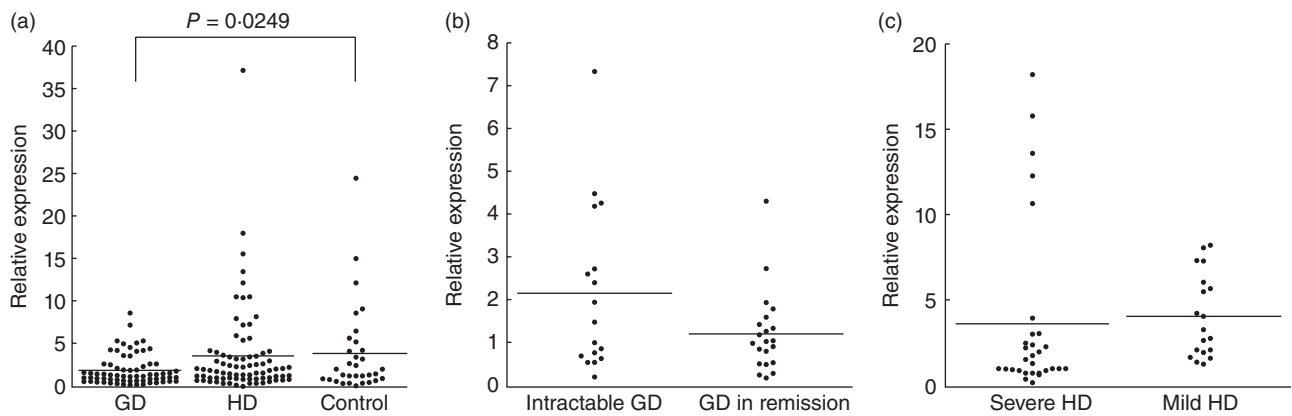 (a)
P = 0·0249
Relative expression
40
35
30
25
20
15
10
5
0
GD HD Control
(b)
Relative expression
8
7
6
5
4
3
2
1
0
Intractable GD GD in remission
(c)
Relative expression
20
15
10
5
0
Severe HD Mild HD